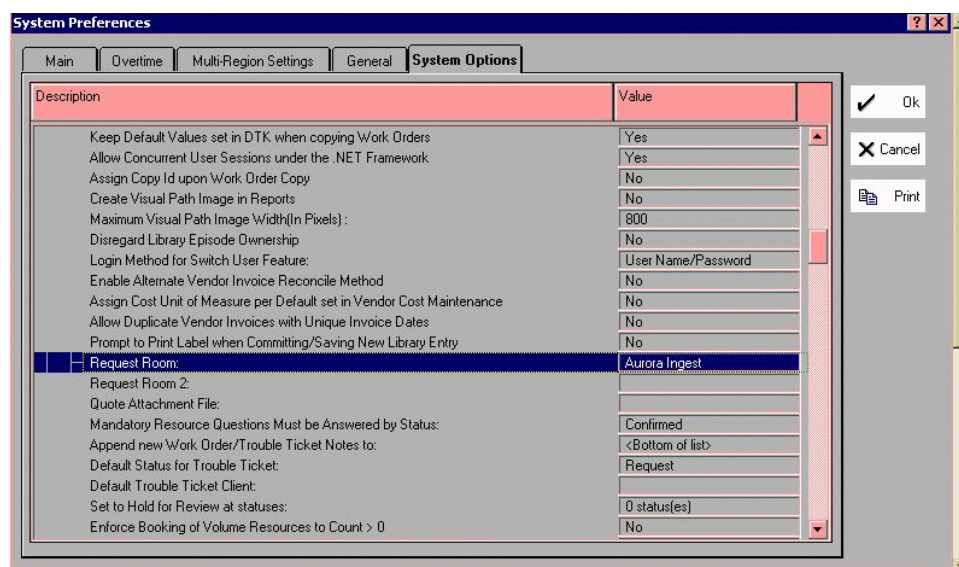 System Preferences
Main Overtime Multi-Region Settings General System Options
Description Value
Keep Default Values set in DTK when copying Work Orders Yes
Allow Concurrent User Sessions under the .NET Framework Yes
Assign Copy Id upon Work Order Copy No
Create Visual Path Image in Reports No
Maximum Visual Path Image Width(In Pixels) : 800
Disregard Library Episode Ownership No
Login Method for Switch User Feature: User Name/Password
Enable Alternate Vendor Invoice Reconcile Method No
Assign Cost Unit of Measure per Default set in Vendor Cost Maintenance No
Allow Duplicate Vendor Invoices with Unique Invoice Dates No
Prompt to Print Label when Committing/Saving New Library Entry No
Request Room: Aurora Ingest
Request Room 2:
Quote Attachment File:
Mandatory Resource Questions Must be Answered by Status: Confirmed
Append new Work Order/Trouble Ticket Notes to: <Bottom of list>
Default Status for Trouble Ticket: Request
Default Trouble Ticket Client:
Set to Hold for Review at statuses: 0 status(es)
Enforce Booking of Volume Resources to Count > 0 No
Ok
Cancel
Print